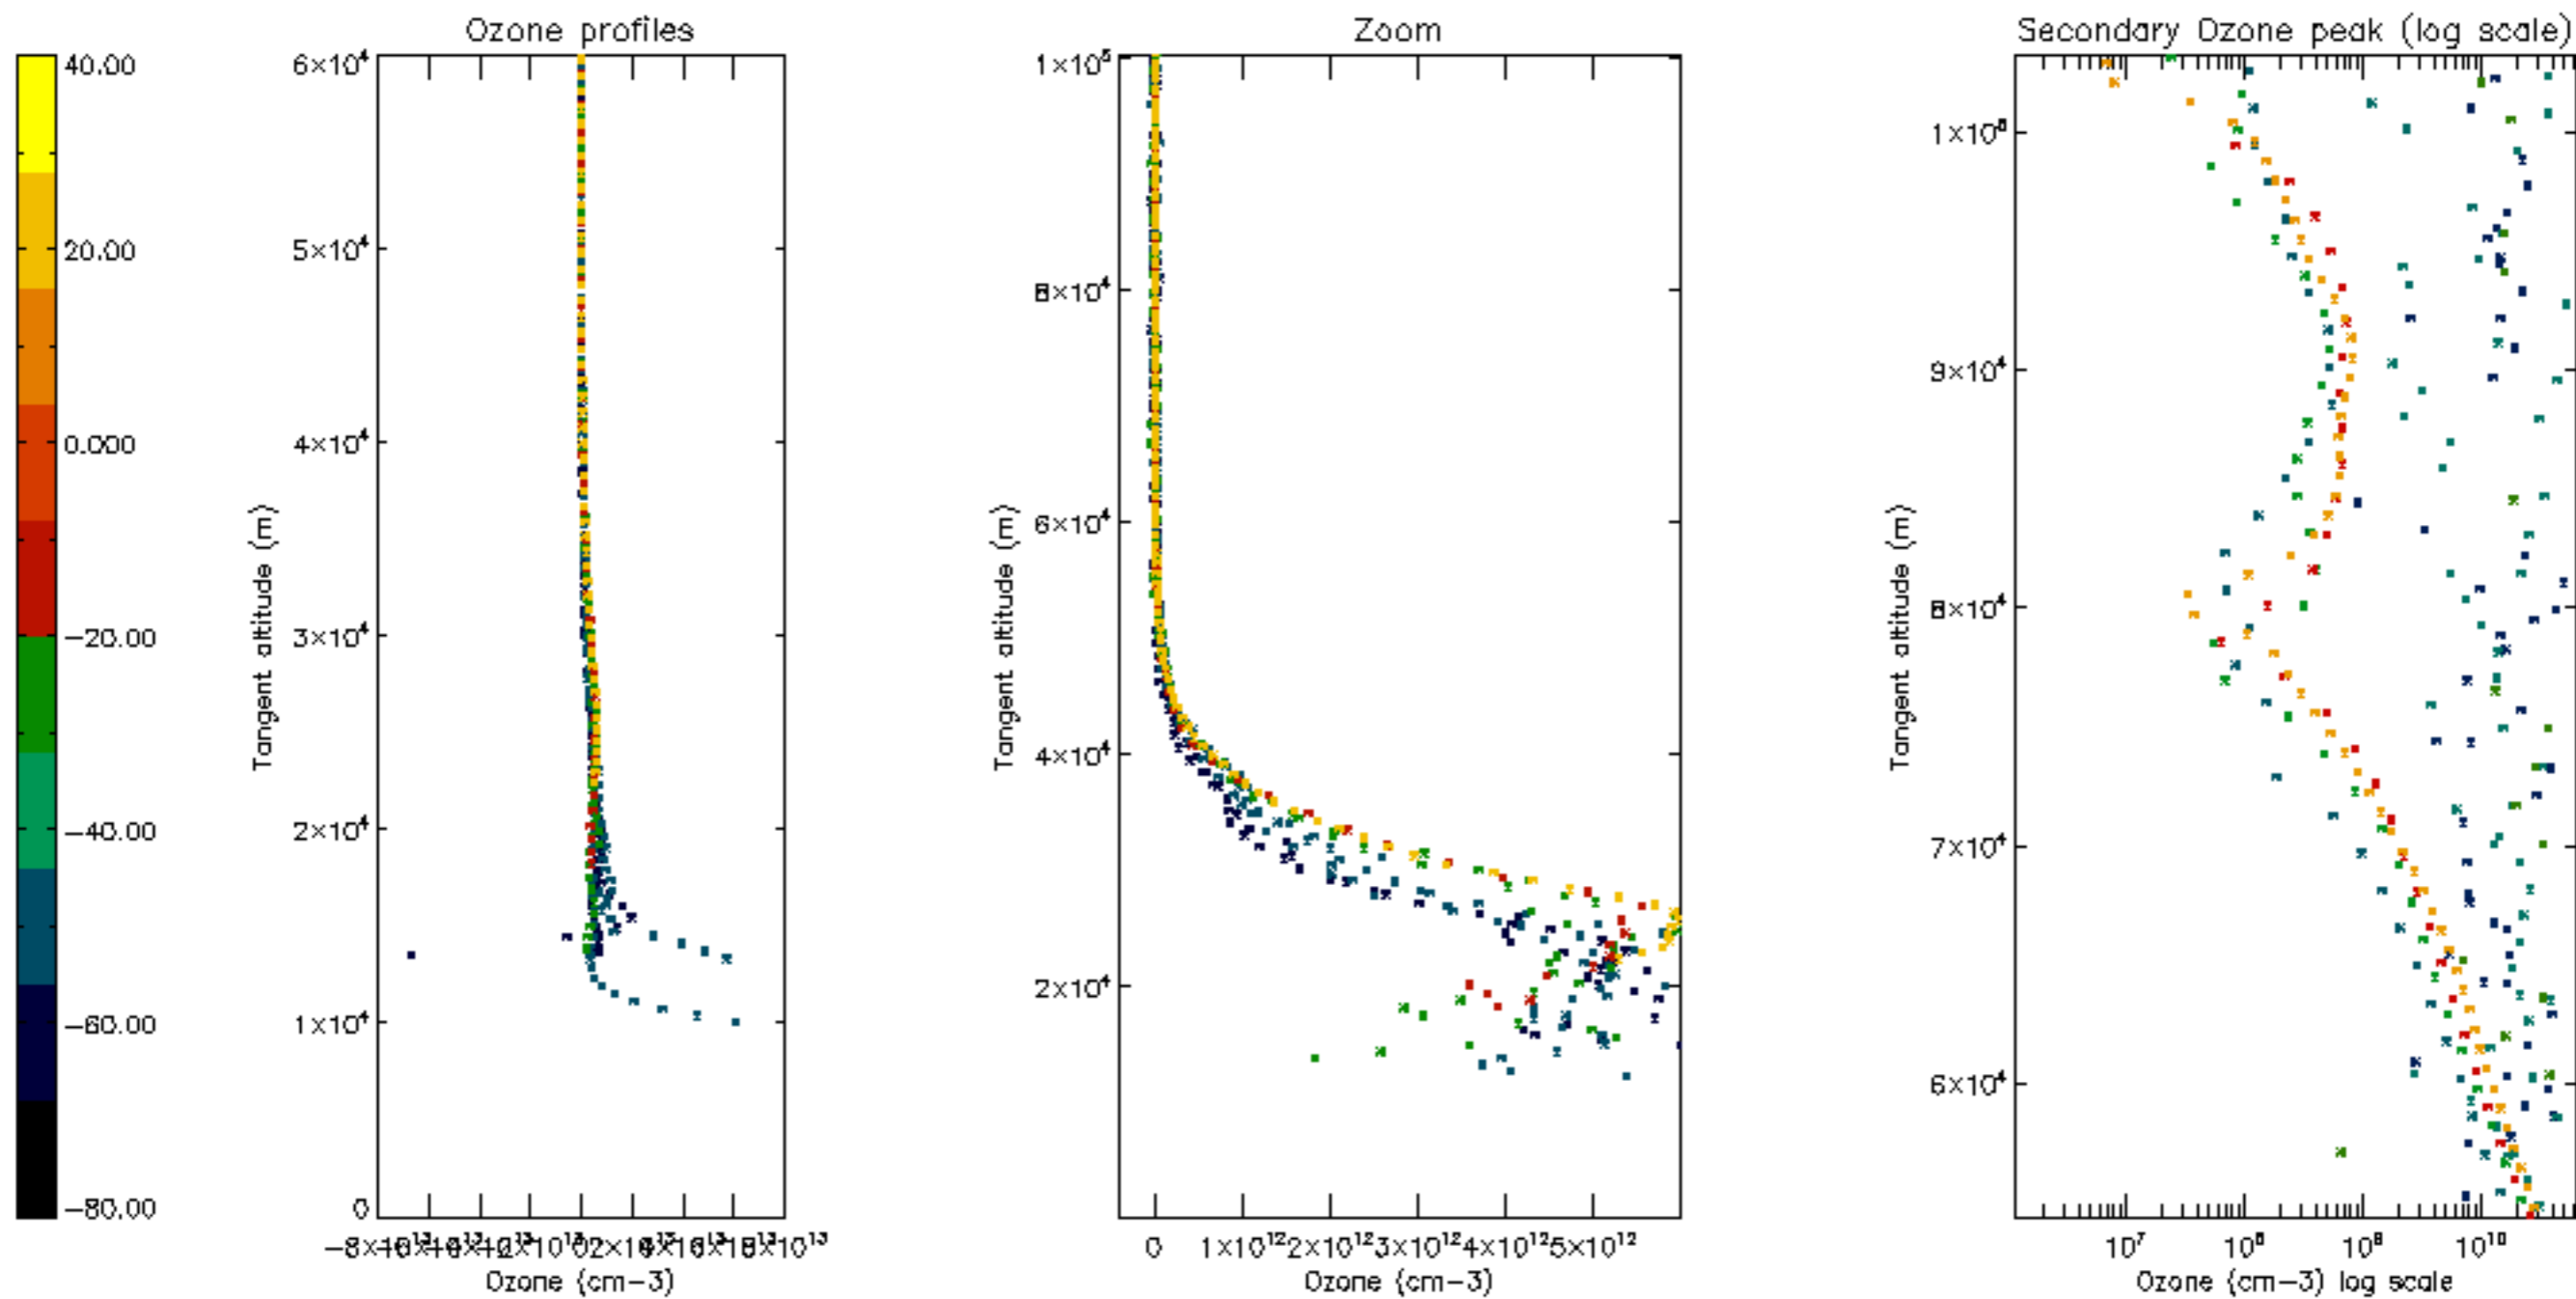 Ozone profiles
Zoom
Secondary Ozone peak (log scale)
40.00
20.00
0.000
−20.00
−40.00
−60.00
−80.00
6×10⁴
5×10⁴
4×10⁴
3×10⁴
2×10⁴
1×10⁴
0
Tangent altitude (m)
0
8×10¹³
Ozone (cm−3)
1×10⁵
8×10⁴
6×10⁴
4×10⁴
2×10⁴
Tangent altitude (m)
0 1×10¹² 2×10¹² 3×10¹² 4×10¹² 5×10¹²
Ozone (cm−3)
9×10⁴
8×10⁴
7×10⁴
6×10⁴
Tangent altitude (m)
10⁷ 10⁸ 10⁹ 10¹⁰
Ozone (cm−3) log scale